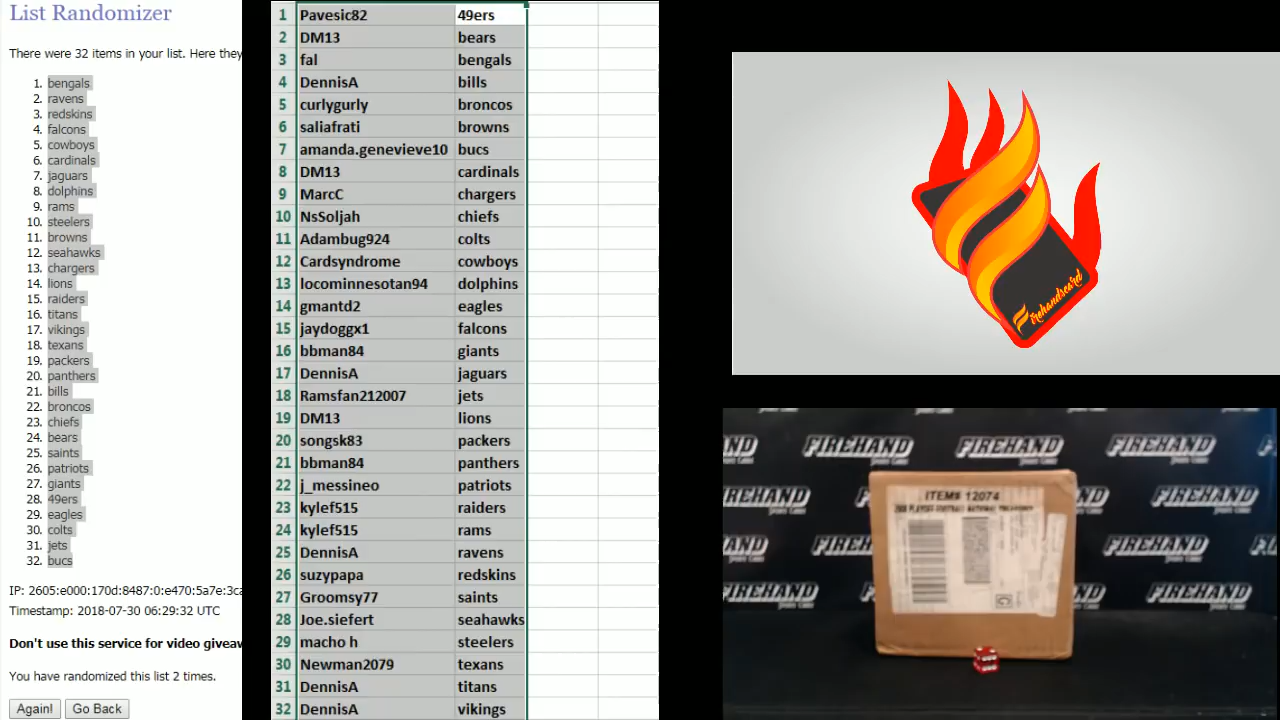 List Randomizer
There were 32 items in your list. Here they
1. bengals
2. ravens
3. redskins
4. falcons
5. cowboys
6. cardinals
7. jaguars
8. dolphins
9. rams
10. steelers
11. browns
12. seahawks
13. chargers
14. lions
15. raiders
16. titans
17. vikings
18. texans
19. packers
20. panthers
21. bills
22. broncos
23. chiefs
24. bears
25. saints
26. patriots
27. giants
28. 49ers
29. eagles
30. colts
31. jets
32. bucs
IP: 2605:e000:170d:8487:0:e470:5a7e:3ca
Timestamp: 2018-07-30 06:29:32 UTC
Don't use this service for video giveaw
You have randomized this list 2 times.
Again! Go Back
1 Pavesic82 49ers
2 DM13 bears
3 fal bengals
4 DennisA bills
5 curlygurly broncos
6 saliafrati browns
7 amanda.genevieve10 bucs
8 DM13 cardinals
9 MarcC chargers
10 NsSoljah chiefs
11 Adambug924 colts
12 Cardsyndrome cowboys
13 locominnesotan94 dolphins
14 gmantd2 eagles
15 jaydoggx1 falcons
16 bbman84 giants
17 DennisA jaguars
18 Ramsfan212007 jets
19 DM13 lions
20 songsk83 packers
21 bbman84 panthers
22 j_messineo patriots
23 kylef515 raiders
24 kylef515 rams
25 DennisA ravens
26 suzypapa redskins
27 Groomsy77 saints
28 Joe.siefert seahawks
29 macho h steelers
30 Newman2079 texans
31 DennisA titans
32 DennisA vikings
Firehandscard
FIREHAND FIREHAND FIREHAND
ITEM# 12074
FOOTBALL NATIONAL